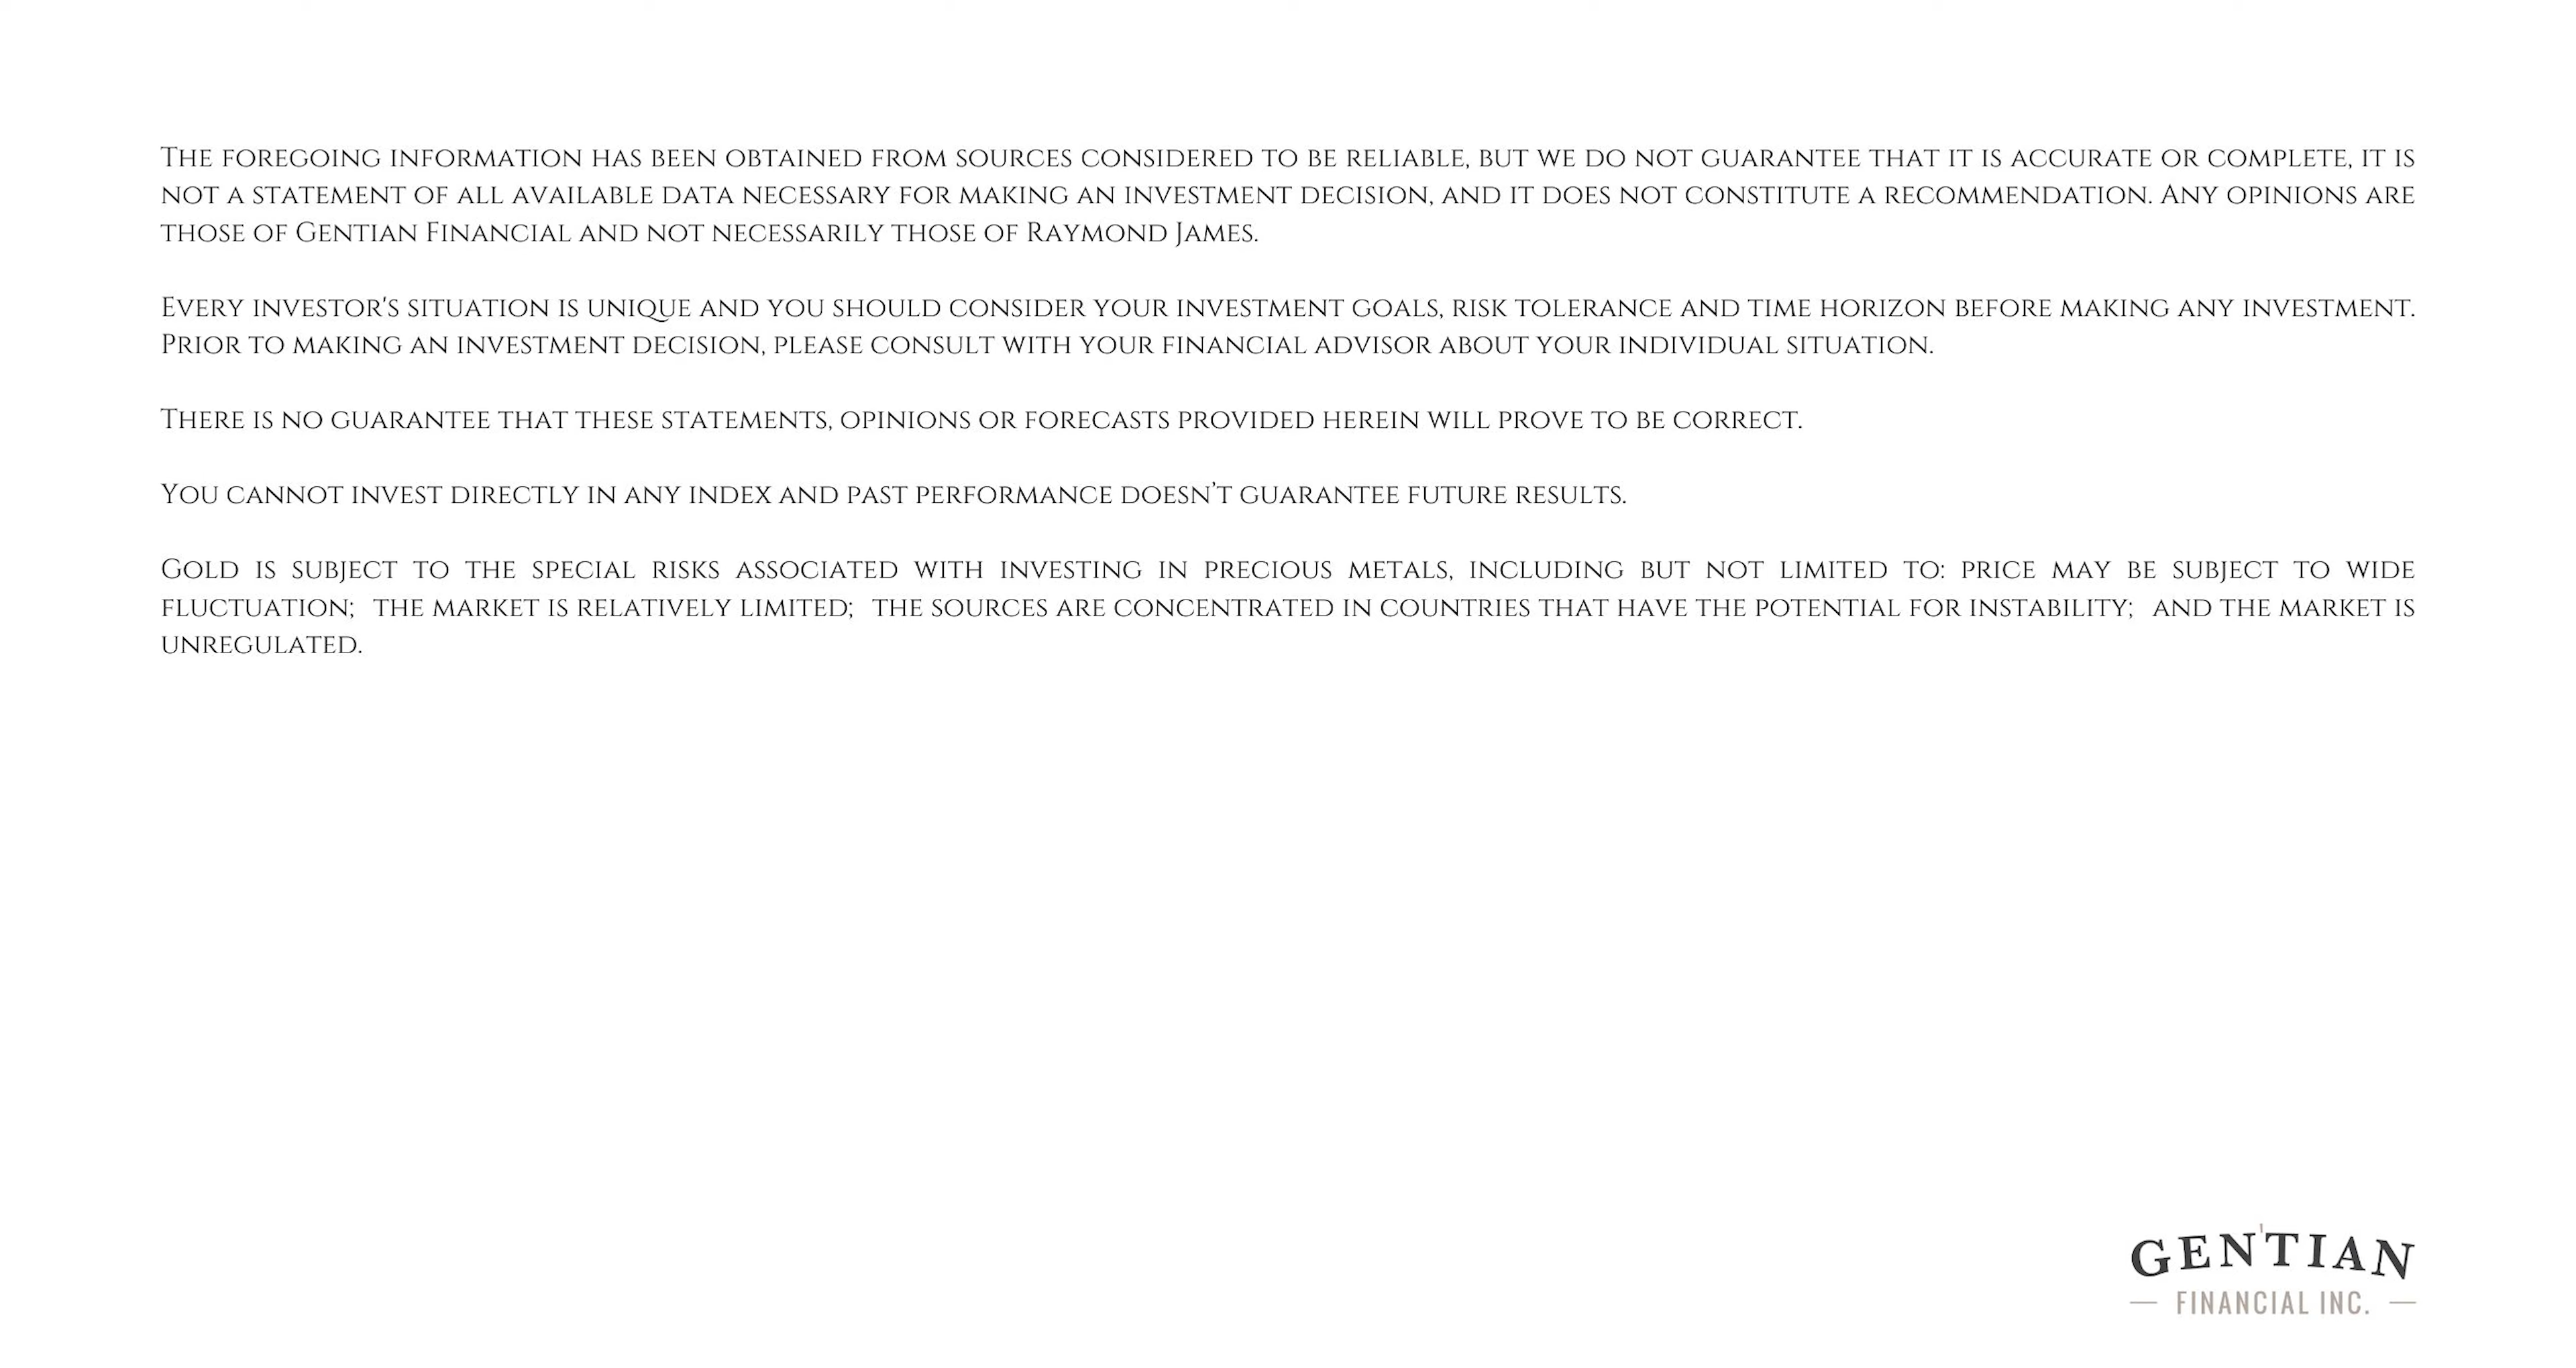 The foregoing information has been obtained from sources considered to be reliable, but we do not guarantee that it is accurate or complete, it is
not a statement of all available data necessary for making an investment decision, and it does not constitute a recommendation. Any opinions are
those of Gentian Financial and not necessarily those of Raymond James.
Every investor's situation is unique and you should consider your investment goals, risk tolerance and time horizon before making any investment.
Prior to making an investment decision, please consult with your financial advisor about your individual situation.
There is no guarantee that these statements, opinions or forecasts provided herein will prove to be correct.
You cannot invest directly in any index and past performance doesn’t guarantee future results.
Gold is subject to the special risks associated with investing in precious metals, including but not limited to: price may be subject to wide
fluctuation; the market is relatively limited; the sources are concentrated in countries that have the potential for instability; and the market is
unregulated.
GENTIAN
FINANCIAL INC.